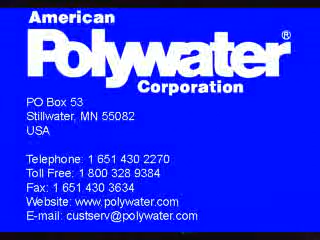 American
Polywater®
Corporation
PO Box 53
Stillwater, MN 55082
USA
Telephone: 1 651 430 2270
Toll Free: 1 800 328 9384
Fax: 1 651 430 3634
Website: www.polywater.com
E-mail: custserv@polywater.com